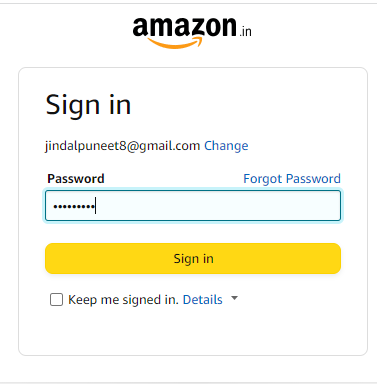 amazon.in
Sign in
jindalpuneet8@gmail.com Change
Password Forgot Password
•••••••••
Sign in
Keep me signed in. Details